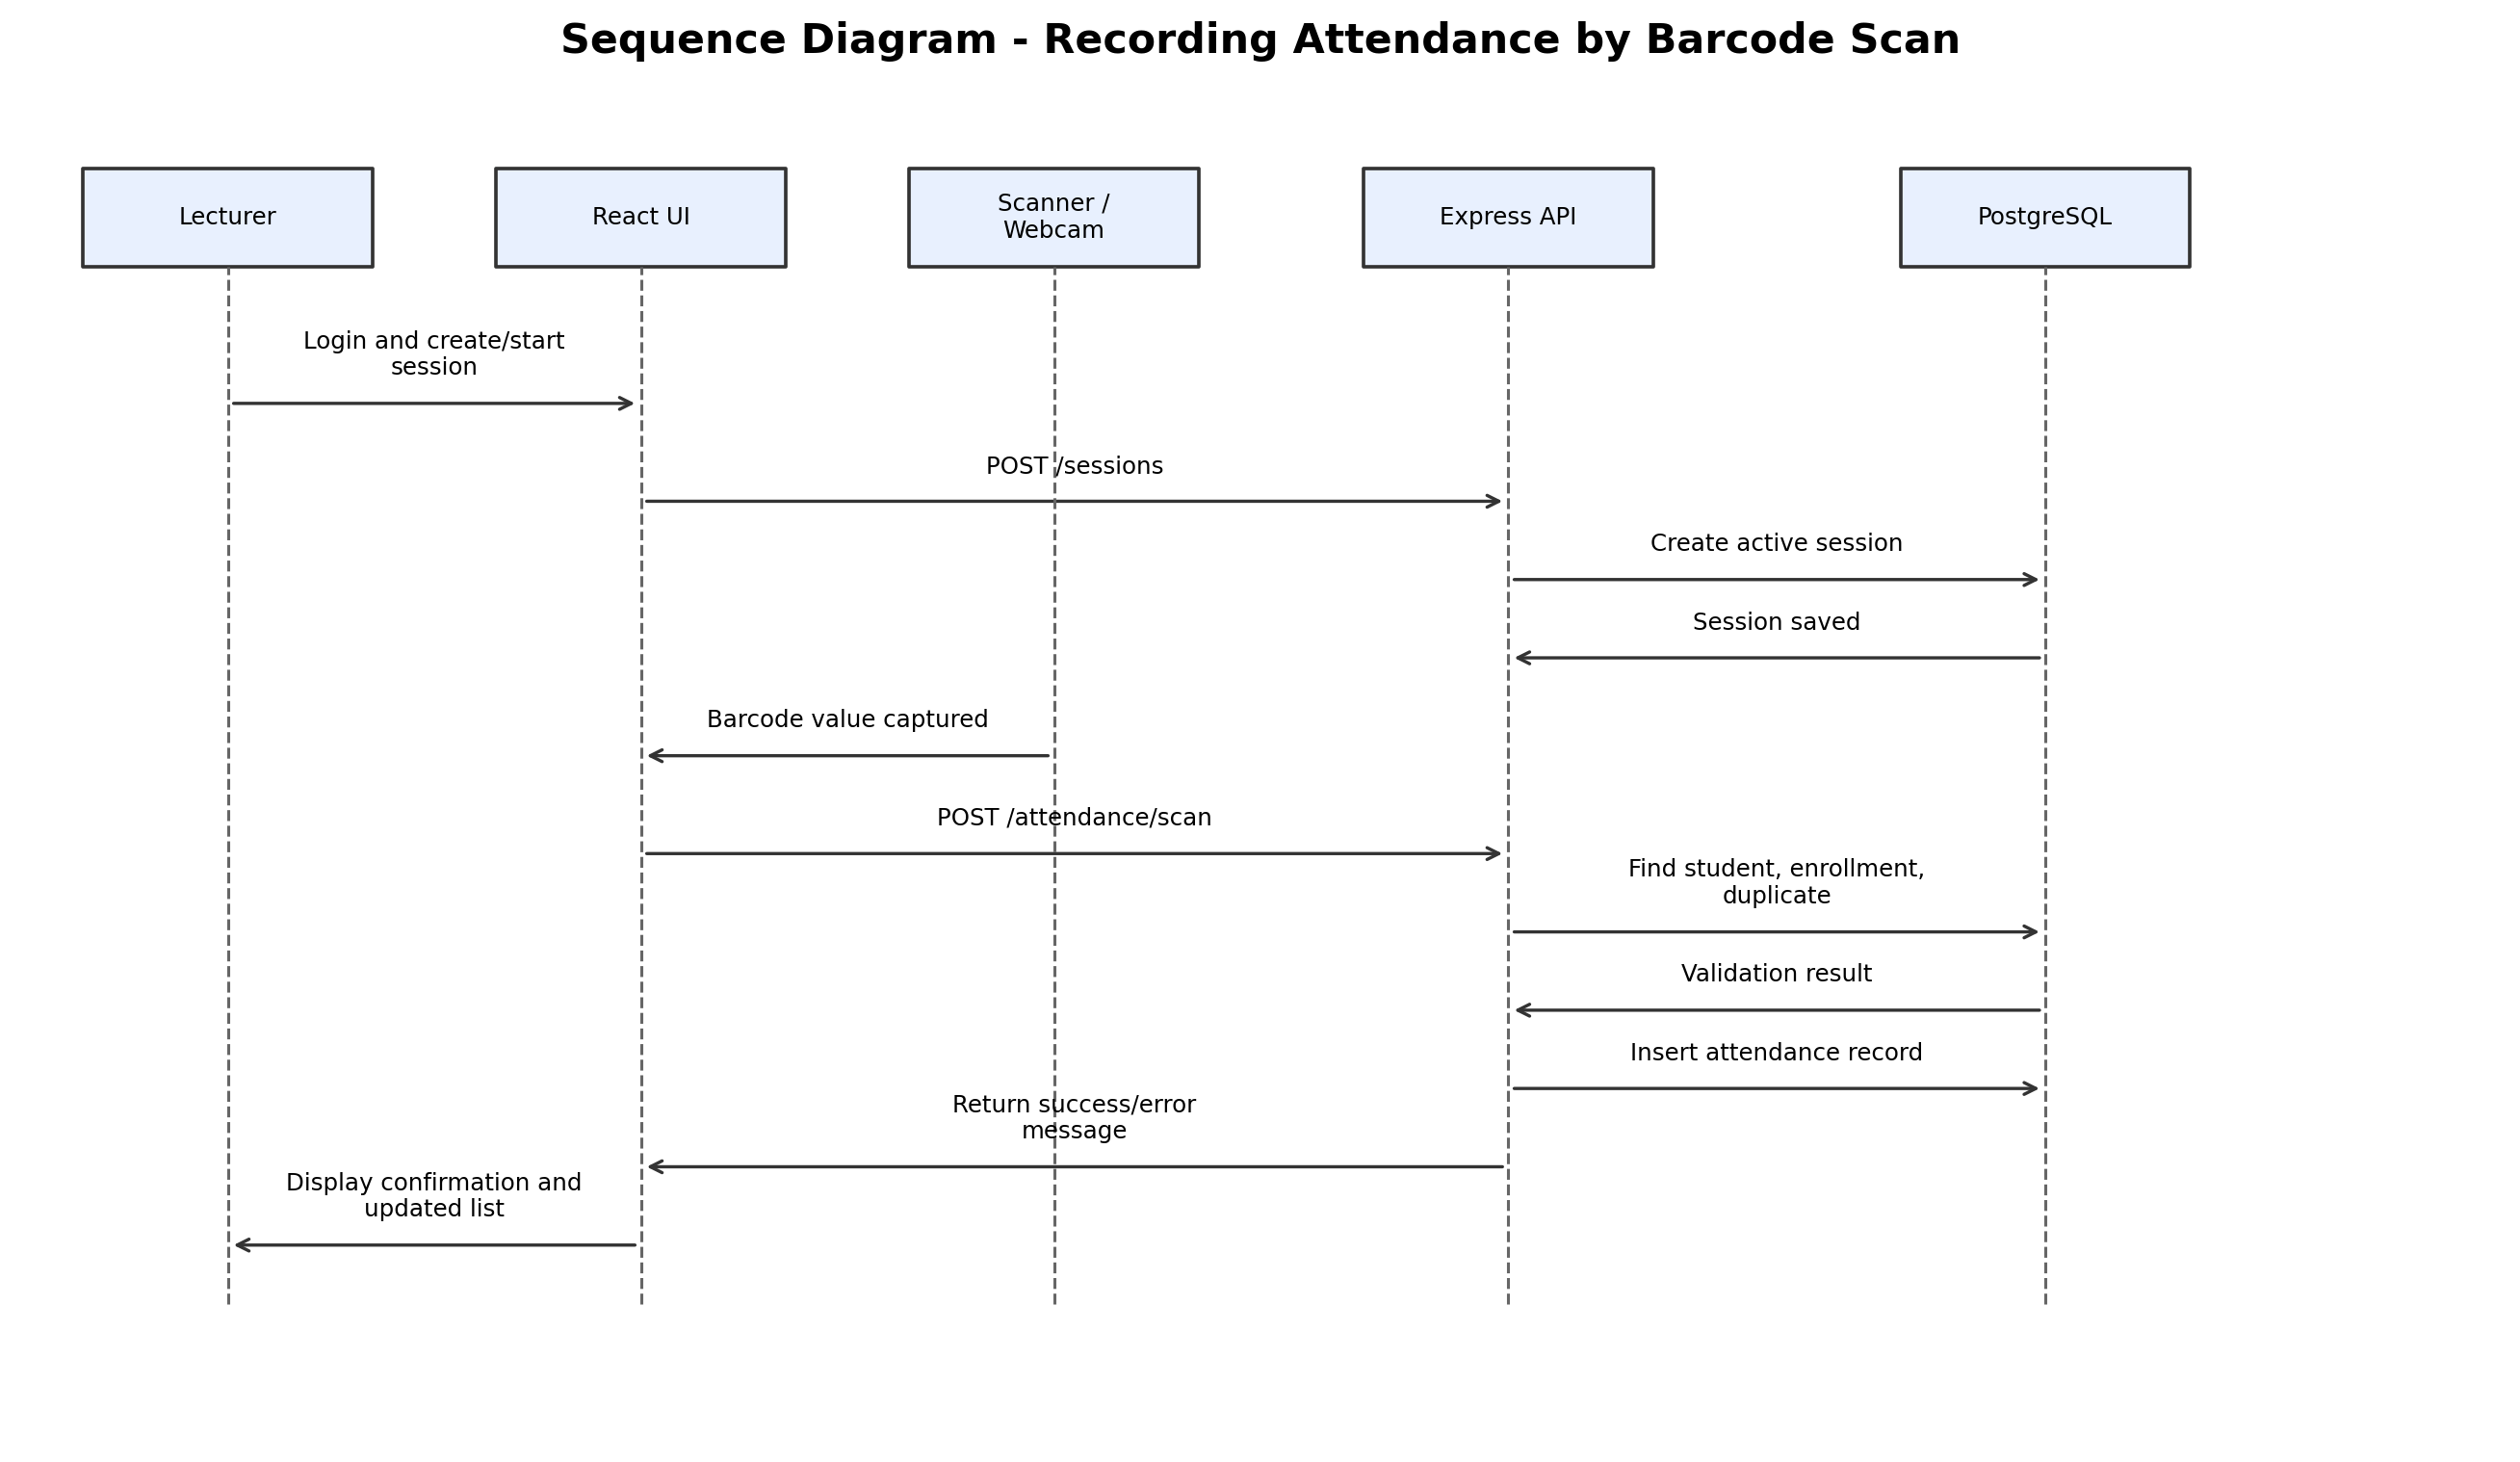 Sequence Diagram - Recording Attendance by Barcode Scan
Lecturer
React UI
Scanner /
Webcam
Express API
PostgreSQL
Login and create/start
session
POST /sessions
Create active session
Session saved
Barcode value captured
POST /attendance/scan
Find student, enrollment,
duplicate
Validation result
Insert attendance record
Return success/error
message
Display confirmation and
updated list